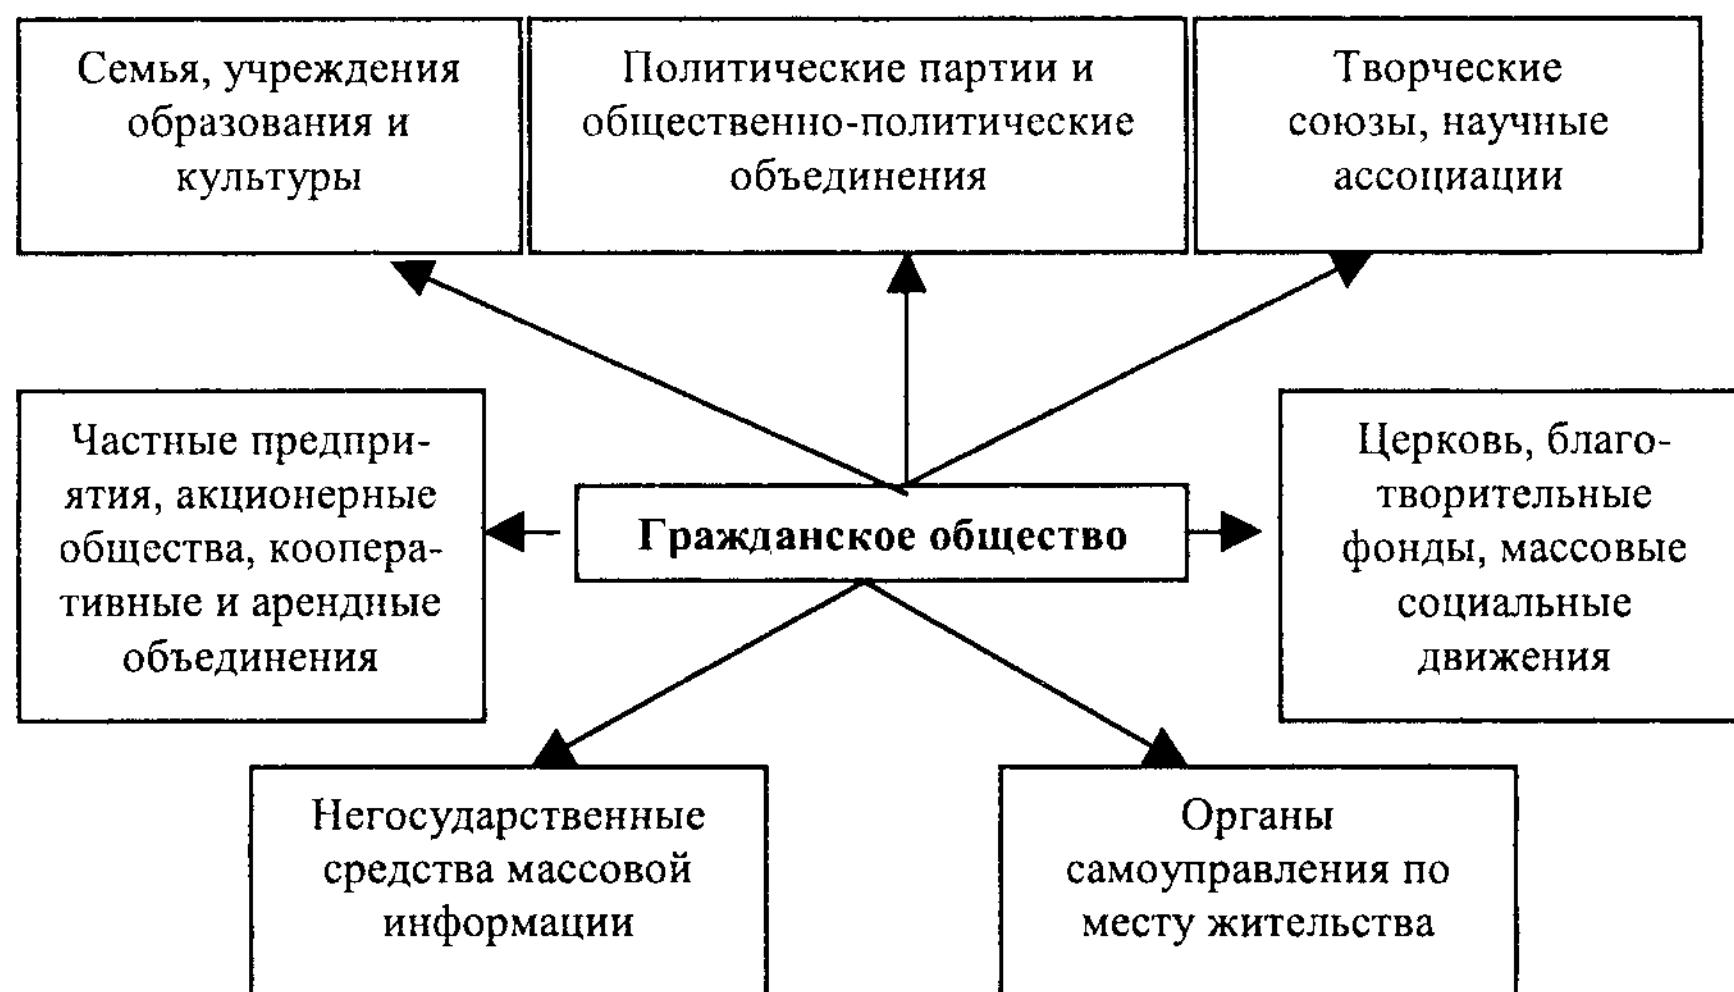 Семья, учреждения
образования и
культуры
Политические партии и
общественно-политические
объединения
Творческие
союзы, научные
ассоциации
Частные предпри-
ятия, акционерные
общества, коопера-
тивные и арендные
объединения
Гражданское общество
Церковь, благо-
творительные
фонды, массовые
социальные
движения
Негосударственные
средства массовой
информации
Органы
самоуправления по
месту жительства